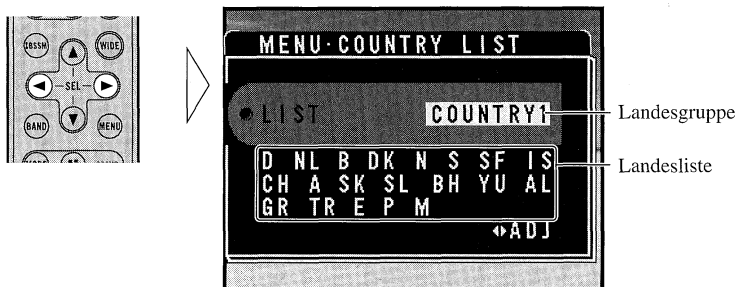 IBSSM
WIDE
SEL
BAND
MENU
MENU·COUNTRY LIST
LIST
COUNTRY1
Landesgruppe
D NL B DK N S SF IS
CH A SK SL BH YU AL
GR TR E P M
Landesliste
ADJ